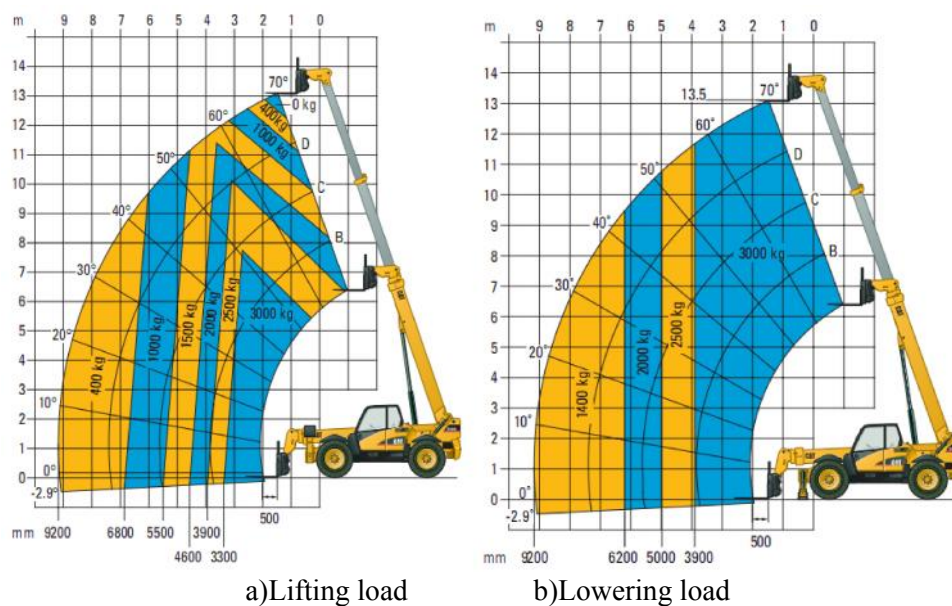 m 9 8 7 6 5 4 3 2 1 0
14
13
12
11
10
9
8
7
6
5
4
3
2
1
0
70°
60°
50°
40°
30°
20°
10°
0°
-2.9°
0 kg
400kg
1000 kg
D
C
B
400 kg
1000 kg
1500 kg
2000 kg
2500 kg
3000 kg
CAT
500
mm 9200 6800 5500 3900
4600 3300
a)Lifting load
m 9 8 7 6 5 4 3 2 1 0
14
13
12
11
10
9
8
7
6
5
4
3
2
1
0
13.5
70°
60°
50°
40°
30°
20°
10°
0°
-2.9°
D
C
B
3000 kg
2500 kg
2000 kg
1400 kg
CAT
500
mm 9200 6200 5000 3900
b)Lowering load